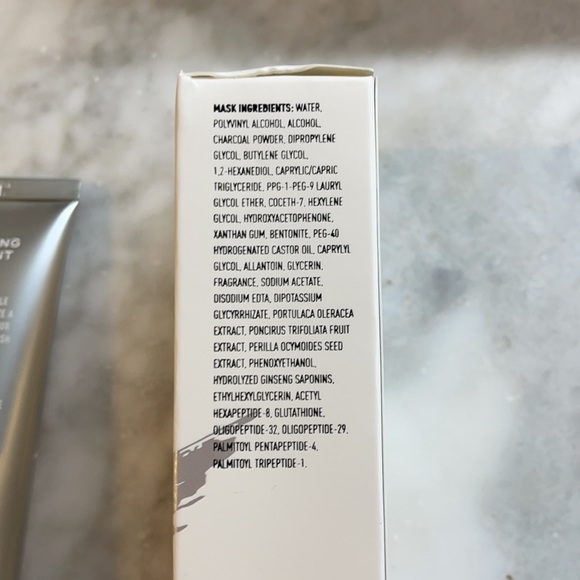 MASK INGREDIENTS: WATER,
POLYVINYL ALCOHOL, ALCOHOL,
CHARCOAL POWDER, DIPROPYLENE
GLYCOL, BUTYLENE GLYCOL,
1,2-HEXANEDIOL, CAPRYLIC/CAPRIC
TRIGLYCERIDE, PPG-1-PEG-9 LAURYL
GLYCOL ETHER, COCETH-7, HEXYLENE
GLYCOL, HYDROXYACETOPHENONE,
XANTHAN GUM, BENTONITE, PEG-40
HYDROGENATED CASTOR OIL, CAPRYLYL
GLYCOL, ALLANTOIN, GLYCERIN,
FRAGRANCE, SODIUM ACETATE,
DISODIUM EDTA, DIPOTASSIUM
GLYCYRRHIZATE, PORTULACA OLERACEA
EXTRACT, PONCIRUS TRIFOLIATA FRUIT
EXTRACT, PERILLA OCYMOIDES SEED
EXTRACT, PHENOXYETHANOL,
HYDROLYZED GINSENG SAPONINS,
ETHYLHEXYLGLYCERIN, ACETYL
HEXAPEPTIDE-8, GLUTATHIONE,
OLIGOPEPTIDE-32, OLIGOPEPTIDE-29,
PALMITOYL PENTAPEPTIDE-4,
PALMITOYL TRIPEPTIDE-1.